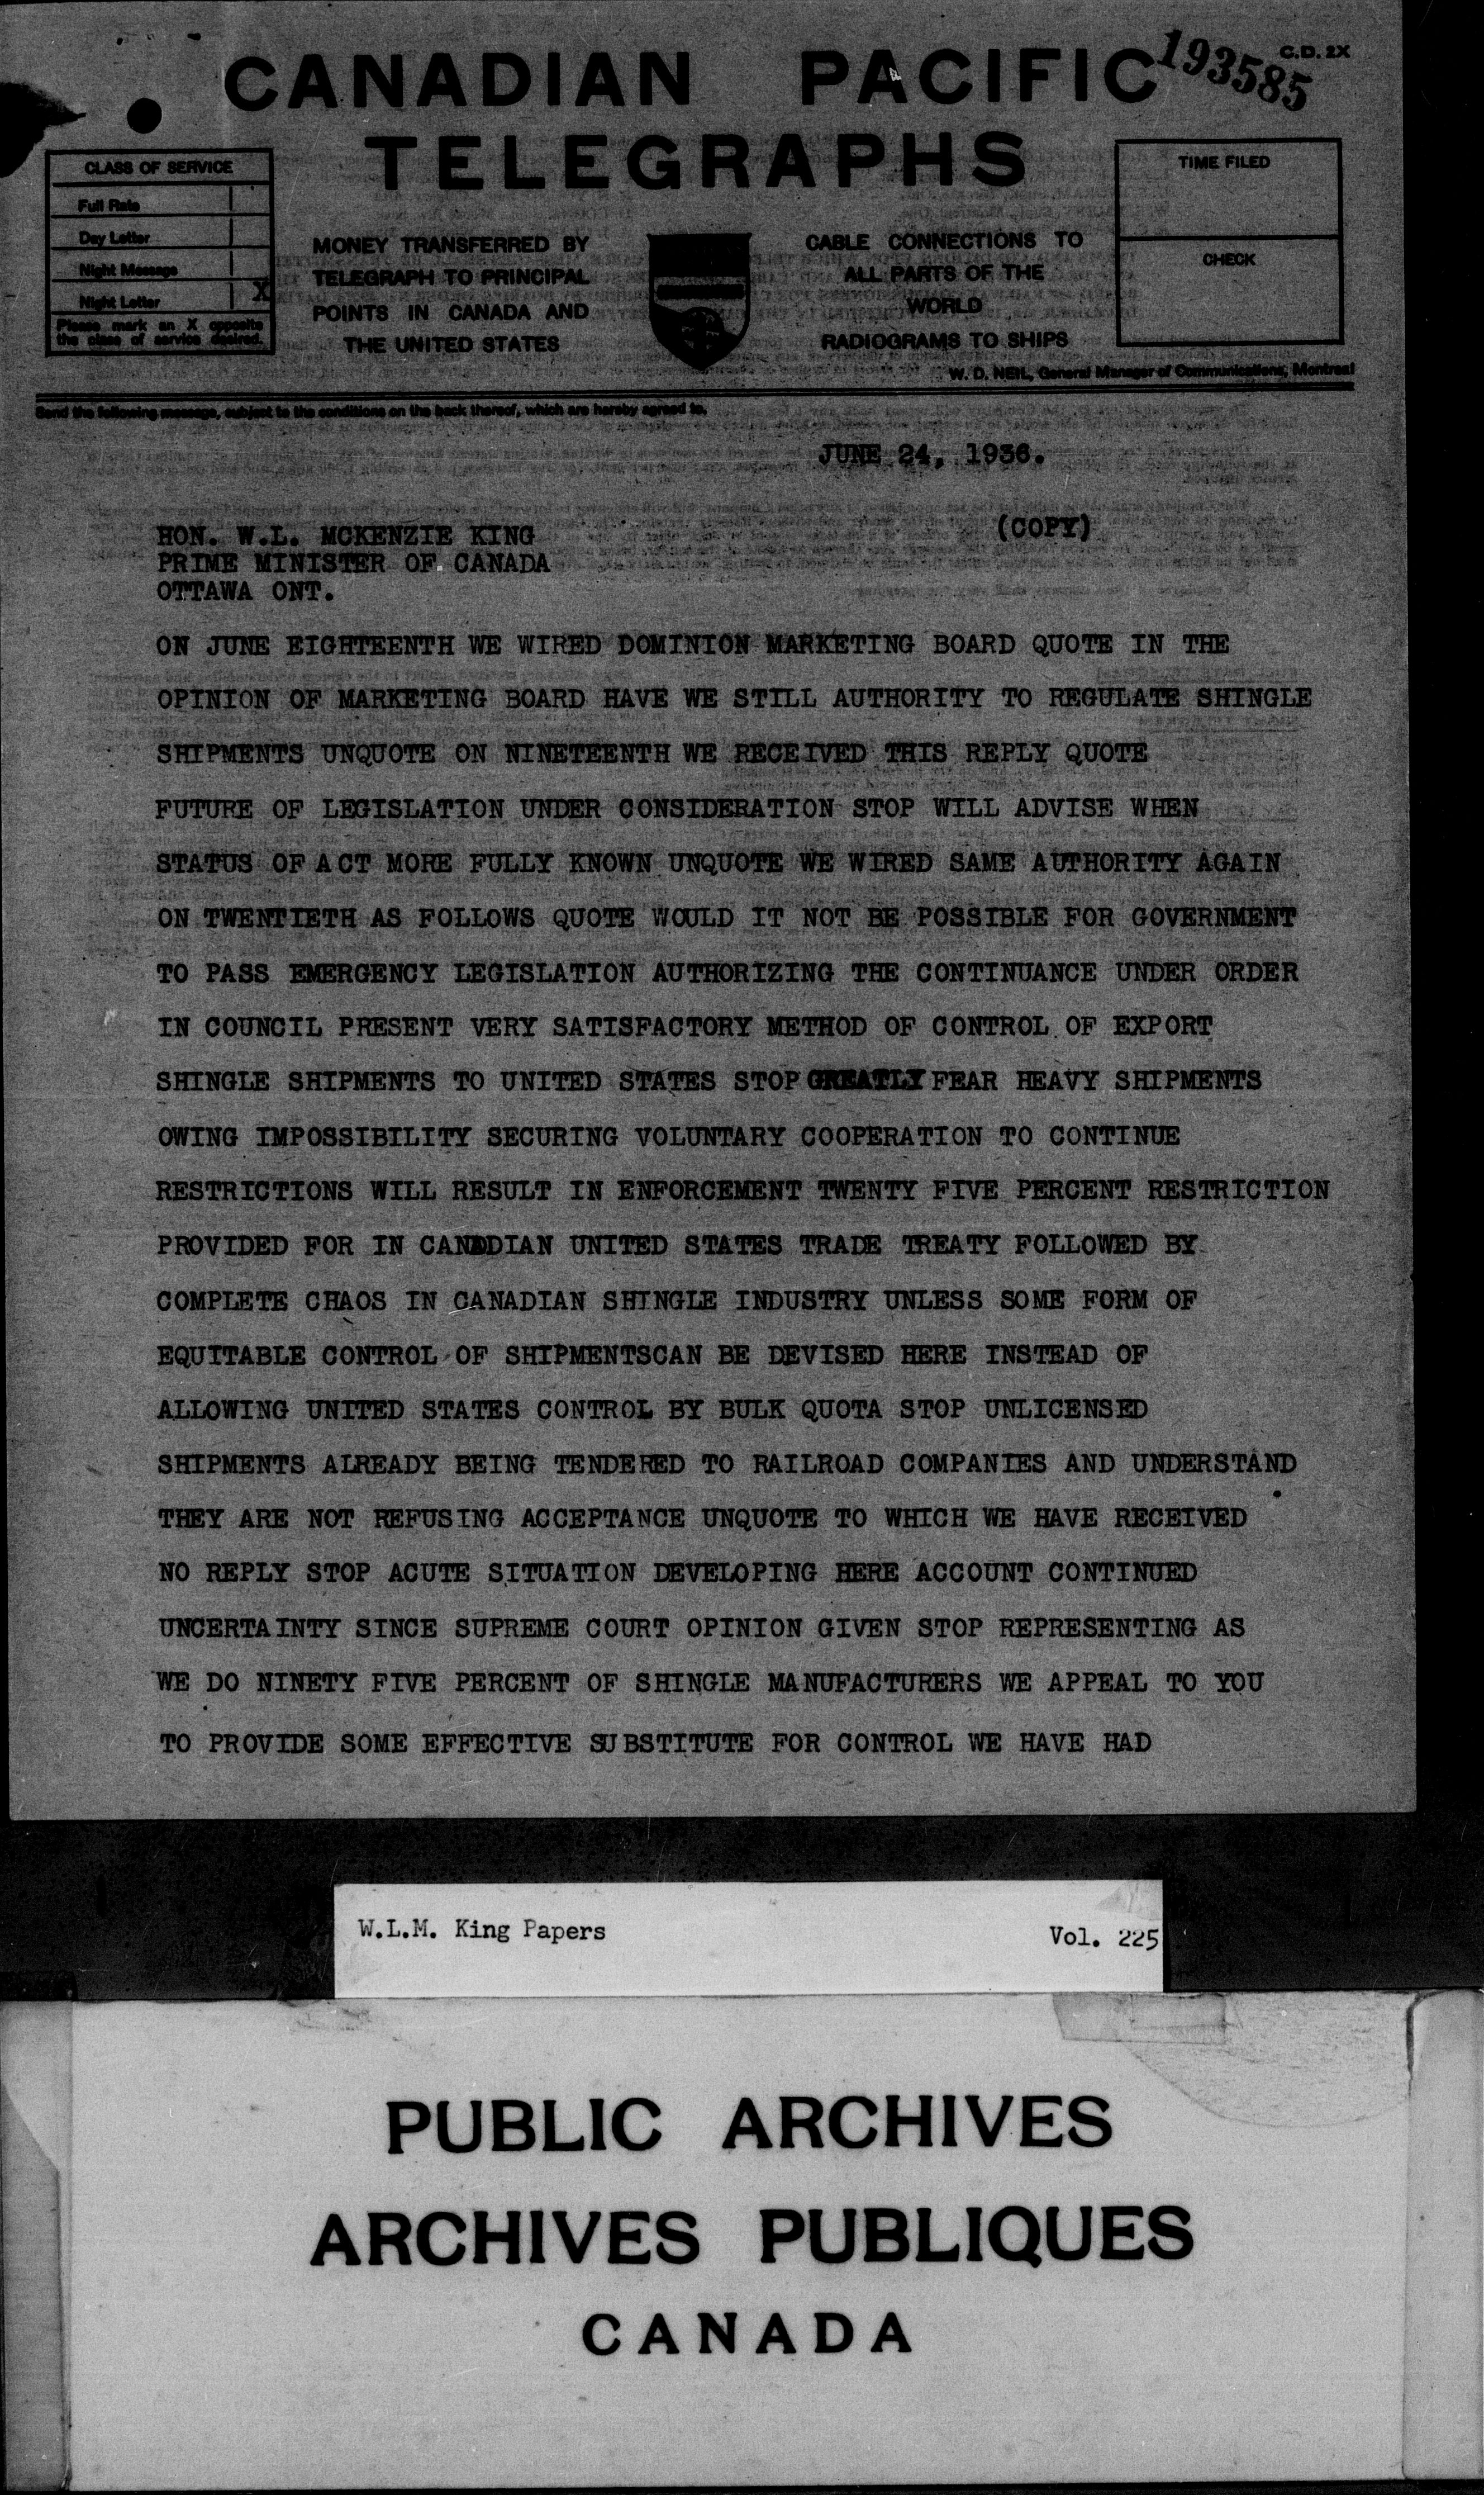 193585
C.D. 2X
CANADIAN PACIFIC
TELEGRAPHS
CLASS OF SERVICE
Full Rate
Day Letter
Night Message
Night Letter X
Please mark an X opposite
the class of service desired.
MONEY TRANSFERRED BY
TELEGRAPH TO PRINCIPAL
POINTS IN CANADA AND
THE UNITED STATES
CABLE CONNECTIONS TO
ALL PARTS OF THE
WORLD
RADIOGRAMS TO SHIPS
TIME FILED
CHECK
W. D. NEIL, General Manager of Communications, Montreal
Send the following message, subject to the conditions on the back thereof, which are hereby agreed to.
JUNE 24, 1936.
(COPY)
HON. W.L. MCKENZIE KING
PRIME MINISTER OF CANADA
OTTAWA ONT.
ON JUNE EIGHTEENTH WE WIRED DOMINION MARKETING BOARD QUOTE IN THE
OPINION OF MARKETING BOARD HAVE WE STILL AUTHORITY TO REGULATE SHINGLE
SHIPMENTS UNQUOTE ON NINETEENTH WE RECEIVED THIS REPLY QUOTE
FUTURE OF LEGISLATION UNDER CONSIDERATION STOP WILL ADVISE WHEN
STATUS OF ACT MORE FULLY KNOWN UNQUOTE WE WIRED SAME AUTHORITY AGAIN
ON TWENTIETH AS FOLLOWS QUOTE WOULD IT NOT BE POSSIBLE FOR GOVERNMENT
TO PASS EMERGENCY LEGISLATION AUTHORIZING THE CONTINUANCE UNDER ORDER
IN COUNCIL PRESENT VERY SATISFACTORY METHOD OF CONTROL OF EXPORT
SHINGLE SHIPMENTS TO UNITED STATES STOP GREATLY FEAR HEAVY SHIPMENTS
OWING IMPOSSIBILITY SECURING VOLUNTARY COOPERATION TO CONTINUE
RESTRICTIONS WILL RESULT IN ENFORCEMENT TWENTY FIVE PERCENT RESTRICTION
PROVIDED FOR IN CANADIAN UNITED STATES TRADE TREATY FOLLOWED BY
COMPLETE CHAOS IN CANADIAN SHINGLE INDUSTRY UNLESS SOME FORM OF
EQUITABLE CONTROL OF SHIPMENTSCAN BE DEVISED HERE INSTEAD OF
ALLOWING UNITED STATES CONTROL BY BULK QUOTA STOP UNLICENSED
SHIPMENTS ALREADY BEING TENDERED TO RAILROAD COMPANIES AND UNDERSTAND
THEY ARE NOT REFUSING ACCEPTANCE UNQUOTE TO WHICH WE HAVE RECEIVED
NO REPLY STOP ACUTE SITUATION DEVELOPING HERE ACCOUNT CONTINUED
UNCERTAINTY SINCE SUPREME COURT OPINION GIVEN STOP REPRESENTING AS
WE DO NINETY FIVE PERCENT OF SHINGLE MANUFACTURERS WE APPEAL TO YOU
TO PROVIDE SOME EFFECTIVE SUBSTITUTE FOR CONTROL WE HAVE HAD
W.L.M. King Papers Vol. 225
PUBLIC ARCHIVES
ARCHIVES PUBLIQUES
CANADA